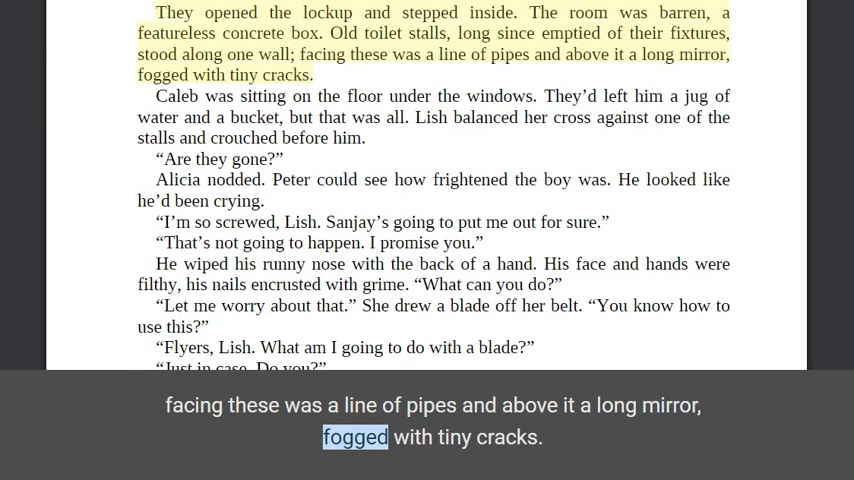 They opened the lockup and stepped inside. The room was barren, a
featureless concrete box. Old toilet stalls, long since emptied of their fixtures,
stood along one wall; facing these was a line of pipes and above it a long mirror,
fogged with tiny cracks.
Caleb was sitting on the floor under the windows. They’d left him a jug of
water and a bucket, but that was all. Lish balanced her cross against one of the
stalls and crouched before him.
“Are they gone?”
Alicia nodded. Peter could see how frightened the boy was. He looked like
he’d been crying.
“I’m so screwed, Lish. Sanjay’s going to put me out for sure.”
“That’s not going to happen. I promise you.”
He wiped his runny nose with the back of a hand. His face and hands were
filthy, his nails encrusted with grime. “What can you do?”
“Let me worry about that.” She drew a blade off her belt. “You know how to
use this?”
“Flyers, Lish. What am I going to do with a blade?”
“Just in case. Do you?”
facing these was a line of pipes and above it a long mirror,
fogged with tiny cracks.